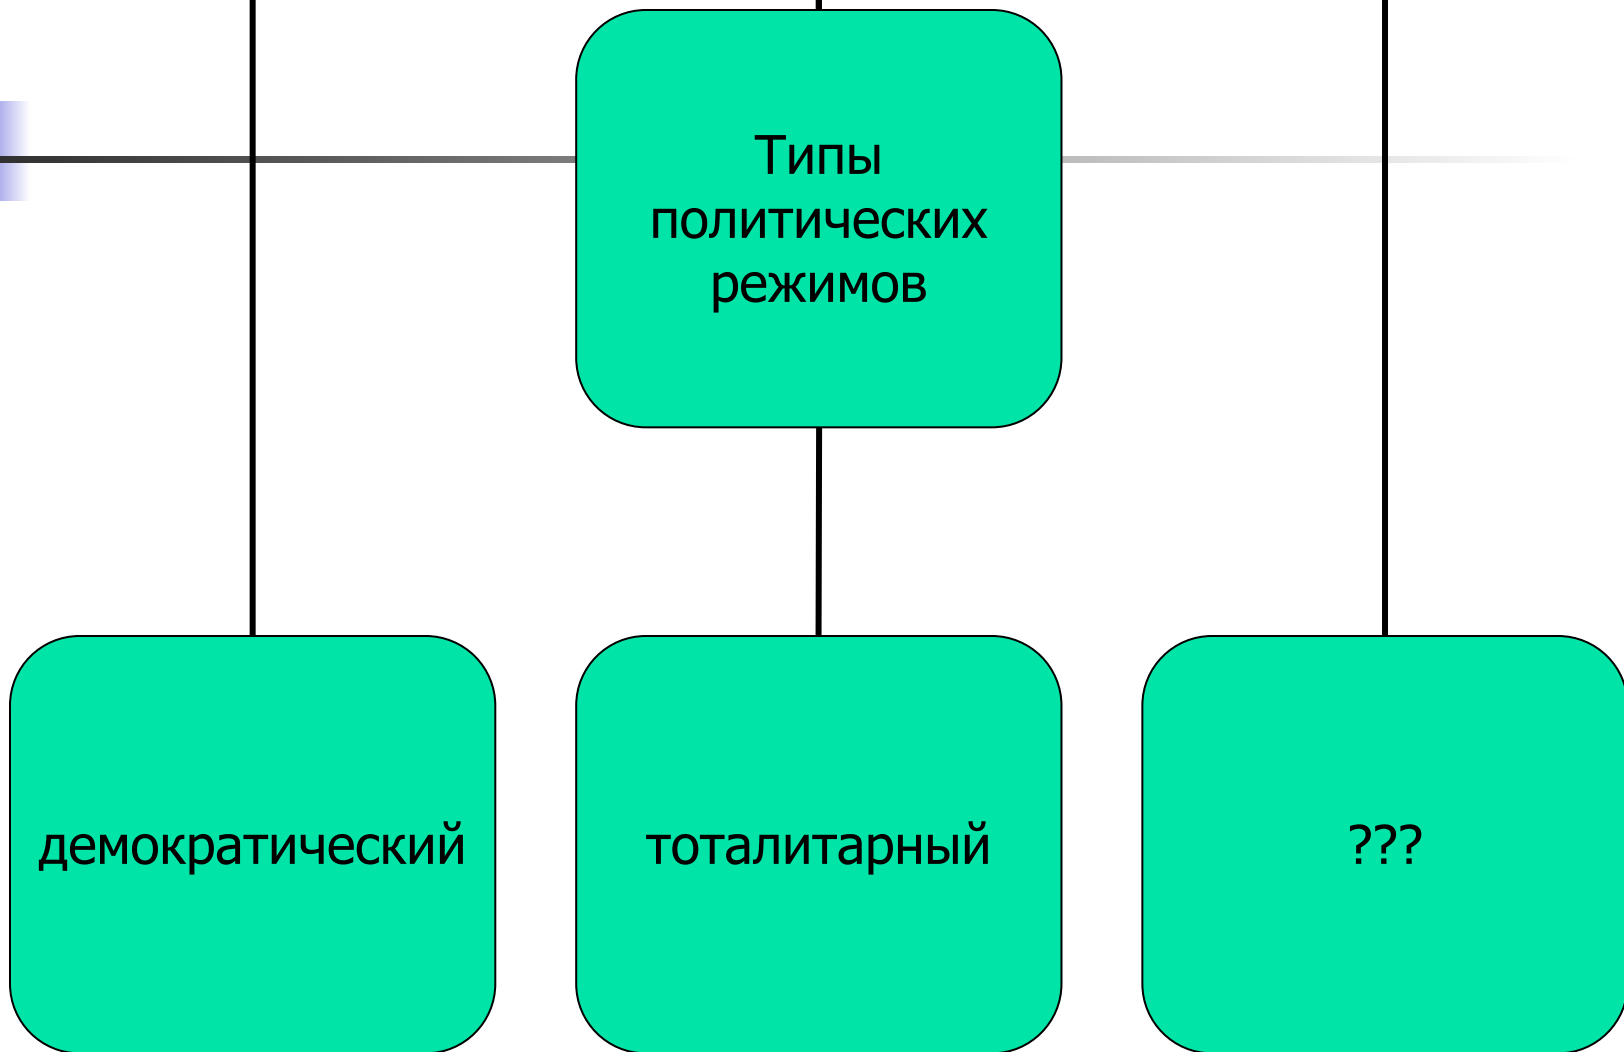 Типы
политических
режимов
демократический
тоталитарный
???